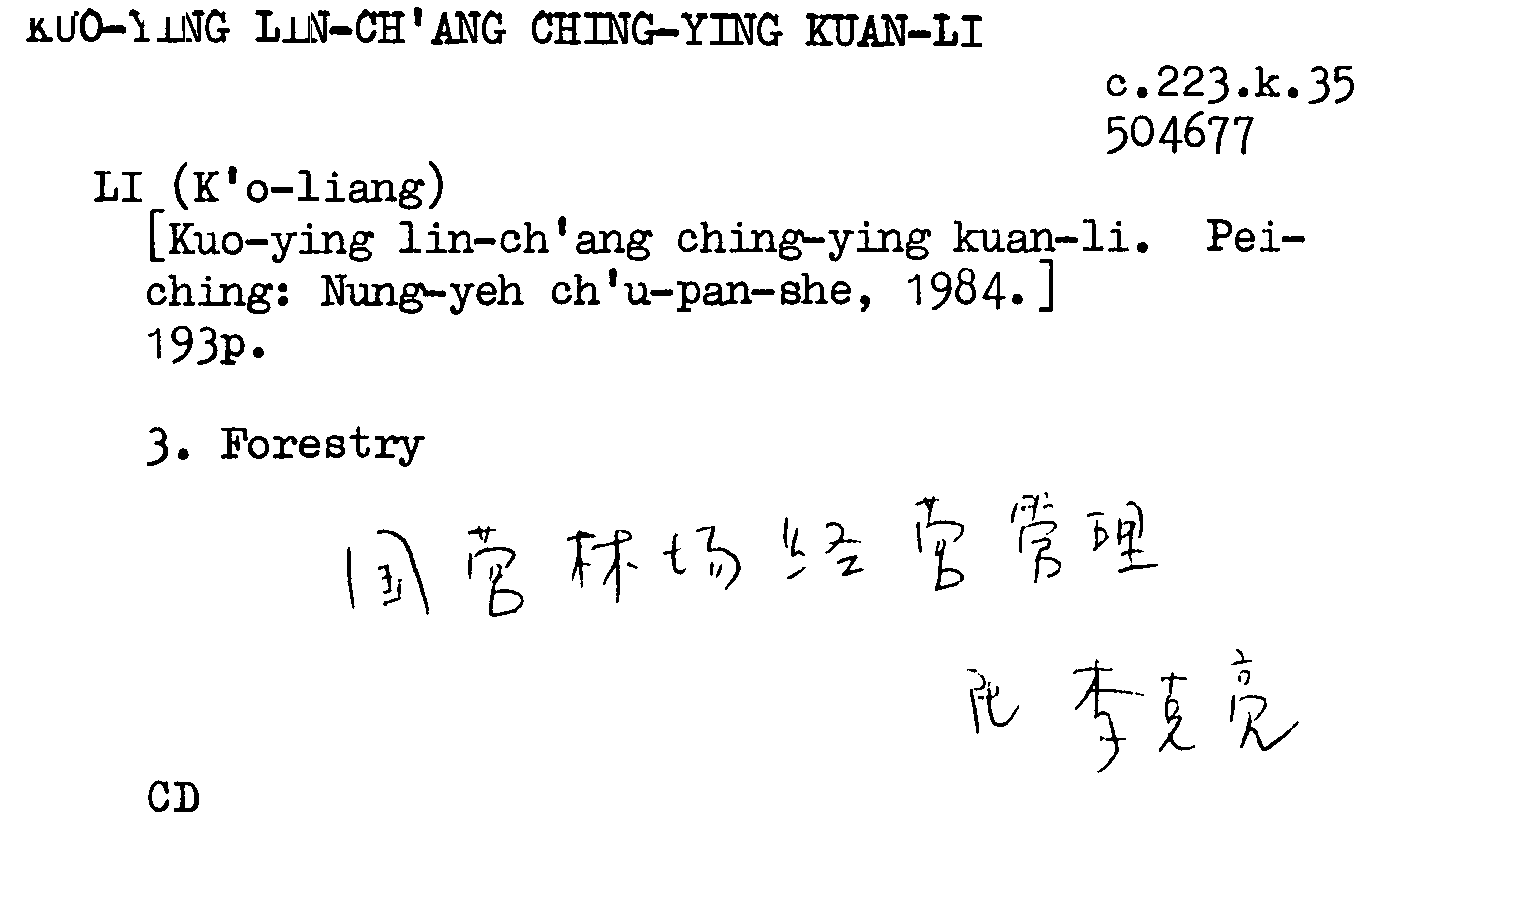 KUO-YING LIN-CH'ANG CHING-YING KUAN-LI
c.223.k.35
504677
LI (K'o-liang)
[Kuo-ying lin-ch'ang ching-ying kuan-li. Pei-
ching: Nung-yeh ch'u-pan-she, 1984.]
193p.
3. Forestry
国营林场经营管理
李克亮
CD